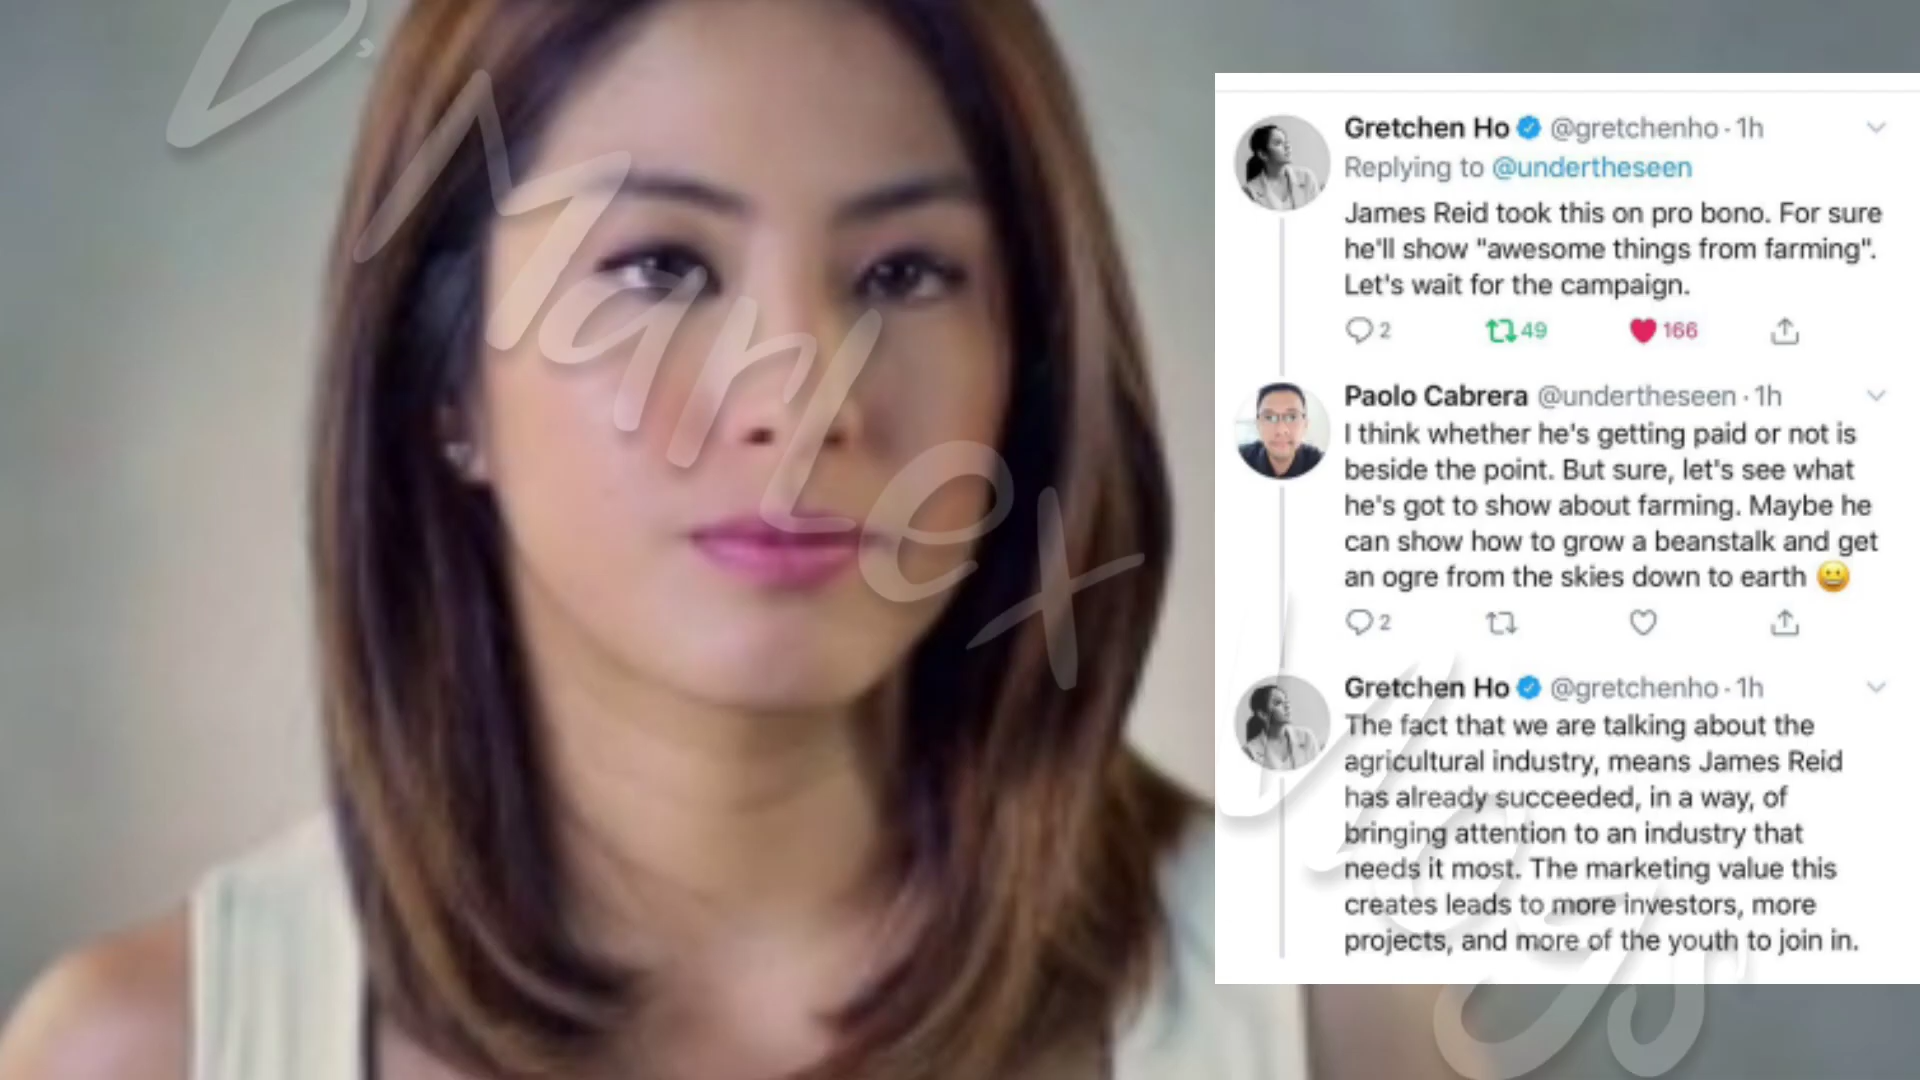 D. Marlex Vlogs
Gretchen Ho @gretchenho · 1h
Replying to @undertheseen
James Reid took this on pro bono. For sure
he'll show "awesome things from farming".
Let's wait for the campaign.
2 49 166
Paolo Cabrera @undertheseen · 1h
I think whether he's getting paid or not is
beside the point. But sure, let's see what
he's got to show about farming. Maybe he
can show how to grow a beanstalk and get
an ogre from the skies down to earth 😀
2
Gretchen Ho @gretchenho · 1h
The fact that we are talking about the
agricultural industry, means James Reid
has already succeeded, in a way, of
bringing attention to an industry that
needs it most. The marketing value this
creates leads to more investors, more
projects, and more of the youth to join in.